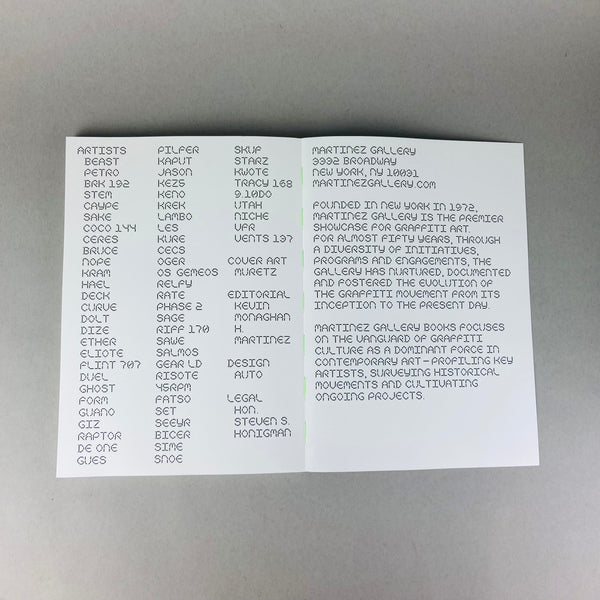 ARTISTS
BEAST
PETRO
BRK 192
STEM
CAYPE
SAKE
COCO 144
CERES
BRUCE
NOPE
KRAM
HAEL
DECK
CURVE
DOLT
DIZE
ETHER
ELIOTE
FLINT 707
DUEL
GHOST
FORM
GUANO
GIZ
RAPTOR
DE ONE
GUES
PILFER
KAPUT
JASON
KEZ5
KENO
KREK
LAMBO
LES
KURE
CECS
OGER
OS GEMEOS
RELFY
RATE
PHASE 2
SAGE
RIFF 170
SAWE
SALMOS
GEAR LD
RISOTE
45RPM
FATSO
SET
SEEYR
BICER
SIME
SNOE
SKUF
STARZ
KWOTE
TRACY 168
9.10DO
UTAH
NICHE
VFR
VENTS 137
COVER ART
MURETZ
EDITORIAL
KEVIN
MONAGHAN
H.
MARTINEZ
DESIGN
AUTO
LEGAL
HON.
STEVEN S.
HONIGMAN
MARTINEZ GALLERY
3332 BROADWAY
NEW YORK, NY 10031
MARTINEZGALLERY.COM
FOUNDED IN NEW YORK IN 1972,
MARTINEZ GALLERY IS THE PREMIER
SHOWCASE FOR GRAFFITI ART.
FOR ALMOST FIFTY YEARS, THROUGH
A DIVERSITY OF INITIATIVES,
PROGRAMS AND ENGAGEMENTS, THE
GALLERY HAS NURTURED, DOCUMENTED
AND FOSTERED THE EVOLUTION OF
THE GRAFFITI MOVEMENT FROM ITS
INCEPTION TO THE PRESENT DAY.
MARTINEZ GALLERY BOOKS FOCUSES
ON THE VANGUARD OF GRAFFITI
CULTURE AS A DOMINANT FORCE IN
CONTEMPORARY ART – PROFILING KEY
ARTISTS, SURVEYING HISTORICAL
MOVEMENTS AND CULTIVATING
ONGOING PROJECTS.